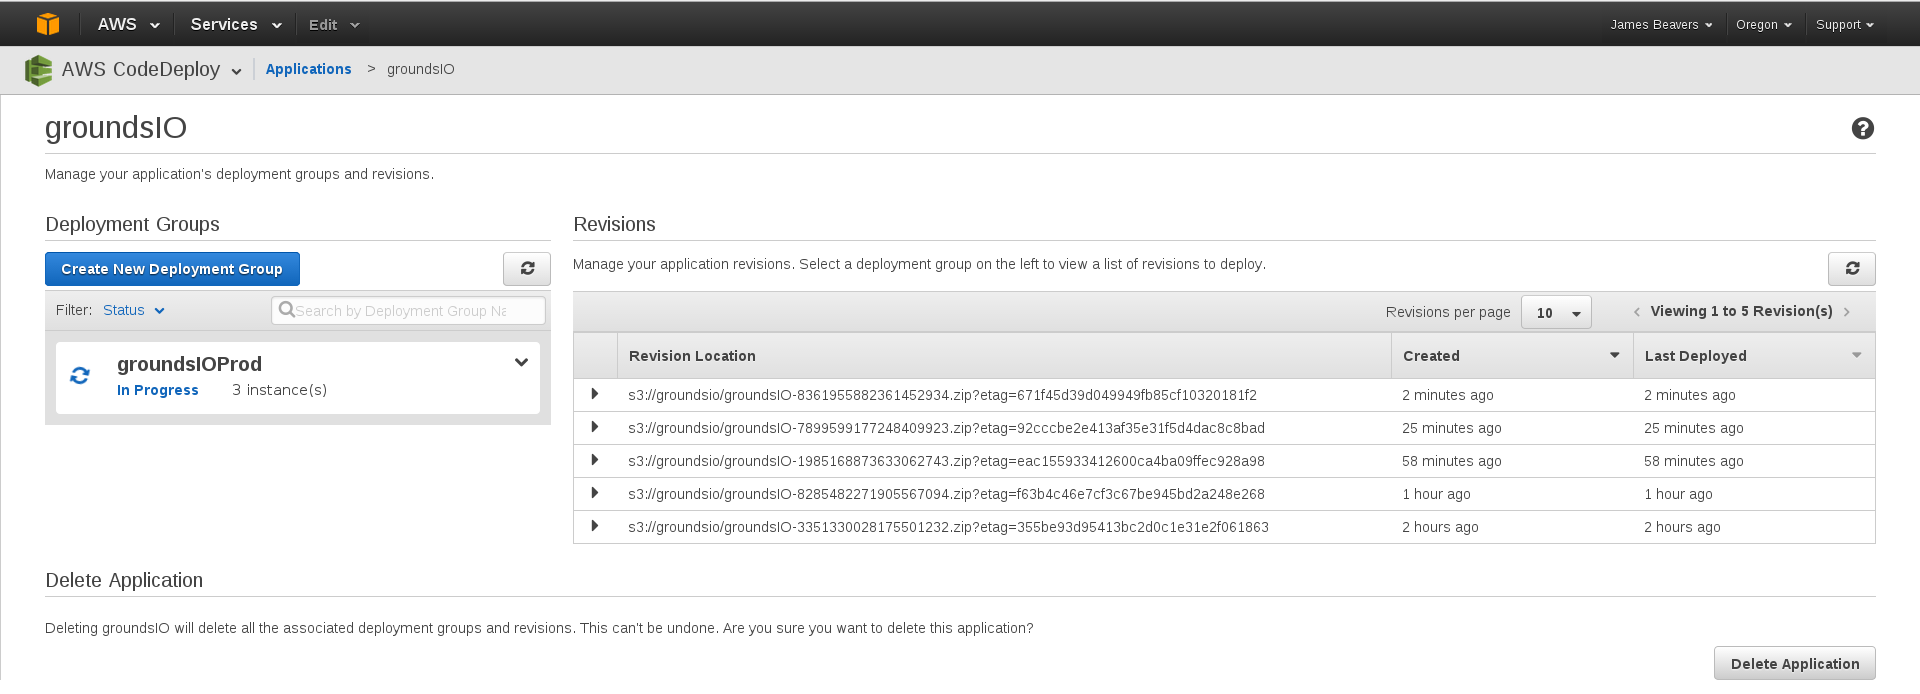 AWS Services Edit James Beavers Oregon Support
AWS CodeDeploy Applications > groundsIO
groundsIO
Manage your application's deployment groups and revisions.
Deployment Groups
Create New Deployment Group
Filter: Status Search by Deployment Group Na
groundsIOProd
In Progress 3 instance(s)
Revisions
Manage your application revisions. Select a deployment group on the left to view a list of revisions to deploy.
Revisions per page 10 < Viewing 1 to 5 Revision(s) >
Revision Location Created Last Deployed
s3://groundsio/groundsIO-8361955882361452934.zip?etag=671f45d39d049949fb85cf10320181f2 2 minutes ago 2 minutes ago
s3://groundsio/groundsIO-7899599177248409923.zip?etag=92cccbe2e413af35e31f5d4dac8c8bad 25 minutes ago 25 minutes ago
s3://groundsio/groundsIO-1985168873633062743.zip?etag=eac155933412600ca4ba09ffec928a98 58 minutes ago 58 minutes ago
s3://groundsio/groundsIO-8285482271905567094.zip?etag=f63b4c46e7cf3c67be945bd2a248e268 1 hour ago 1 hour ago
s3://groundsio/groundsIO-3351330028175501232.zip?etag=355be93d95413bc2d0c1e31e2f061863 2 hours ago 2 hours ago
Delete Application
Deleting groundsIO will delete all the associated deployment groups and revisions. This can't be undone. Are you sure you want to delete this application?
Delete Application